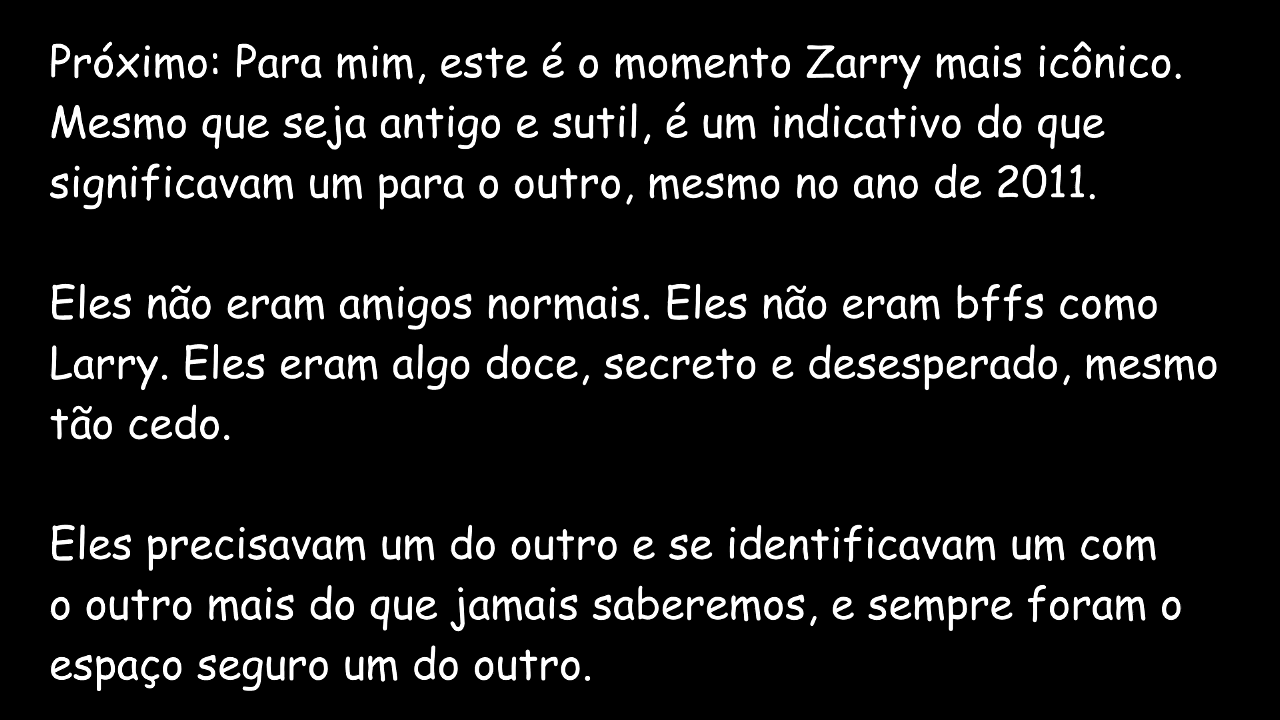 Próximo: Para mim, este é o momento Zarry mais icônico.
Mesmo que seja antigo e sutil, é um indicativo do que
significavam um para o outro, mesmo no ano de 2011.
Eles não eram amigos normais. Eles não eram bffs como
Larry. Eles eram algo doce, secreto e desesperado, mesmo
tão cedo.
Eles precisavam um do outro e se identificavam um com
o outro mais do que jamais saberemos, e sempre foram o
espaço seguro um do outro.